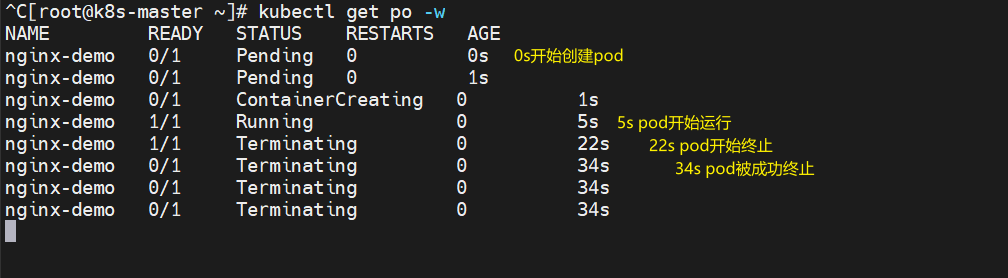 ^C[root@k8s-master ~]# kubectl get po -w
NAME READY STATUS RESTARTS AGE
nginx-demo 0/1 Pending 0 0s 0s开始创建pod
nginx-demo 0/1 Pending 0 1s
nginx-demo 0/1 ContainerCreating 0 1s
nginx-demo 1/1 Running 0 5s 5s pod开始运行
nginx-demo 1/1 Terminating 0 22s 22s pod开始终止
nginx-demo 0/1 Terminating 0 34s 34s pod被成功终止
nginx-demo 0/1 Terminating 0 34s
nginx-demo 0/1 Terminating 0 34s